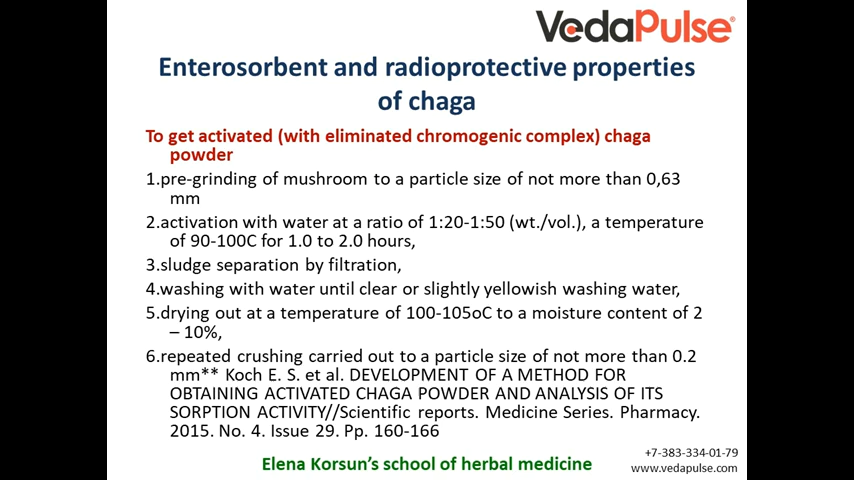 VedaPulse®
Enterosorbent and radioprotective properties
of chaga
To get activated (with eliminated chromogenic complex) chaga
powder
1.pre-grinding of mushroom to a particle size of not more than 0,63
mm
2.activation with water at a ratio of 1:20-1:50 (wt./vol.), a temperature
of 90-100C for 1.0 to 2.0 hours,
3.sludge separation by filtration,
4.washing with water until clear or slightly yellowish washing water,
5.drying out at a temperature of 100-105oC to a moisture content of 2
– 10%,
6.repeated crushing carried out to a particle size of not more than 0.2
mm** Koch E. S. et al. DEVELOPMENT OF A METHOD FOR
OBTAINING ACTIVATED CHAGA POWDER AND ANALYSIS OF ITS
SORPTION ACTIVITY//Scientific reports. Medicine Series. Pharmacy.
2015. No. 4. Issue 29. Pp. 160-166
Elena Korsun's school of herbal medicine
+7-383-334-01-79
www.vedapulse.com